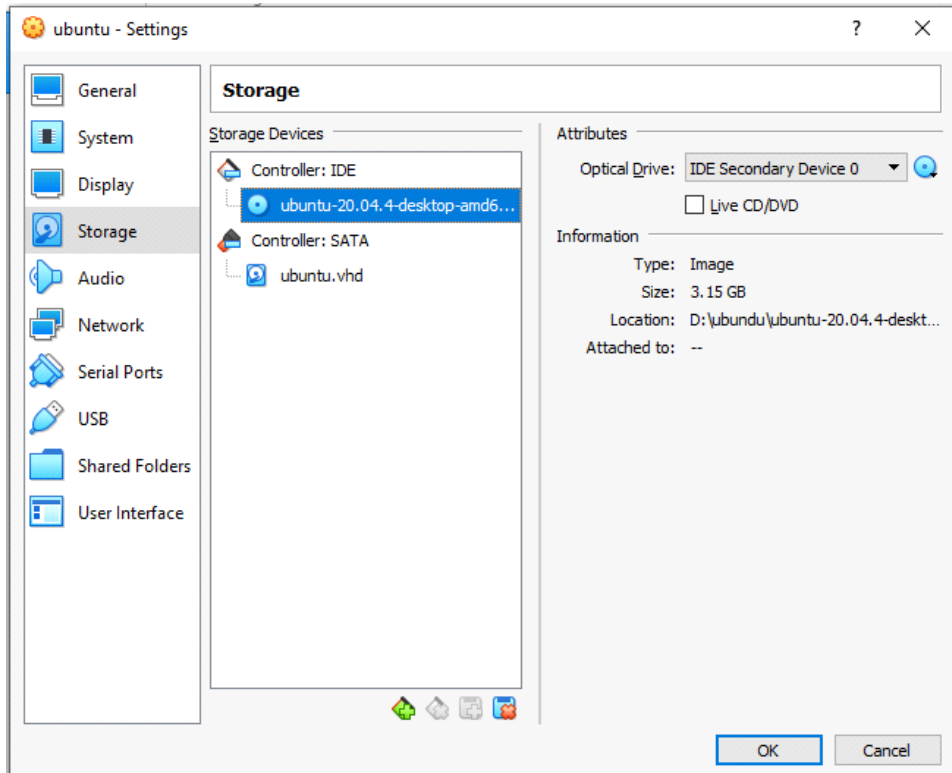 ubuntu - Settings
?
General
System
Display
Storage
Audio
Network
Serial Ports
USB
Shared Folders
User Interface
Storage
Storage Devices
Controller: IDE
ubuntu-20.04.4-desktop-amd6...
Controller: SATA
ubuntu.vhd
Attributes
Optical Drive: IDE Secondary Device 0
Live CD/DVD
Information
Type: Image
Size: 3.15 GB
Location: D:\ubundu\ubuntu-20.04.4-deskt...
Attached to: --
OK
Cancel